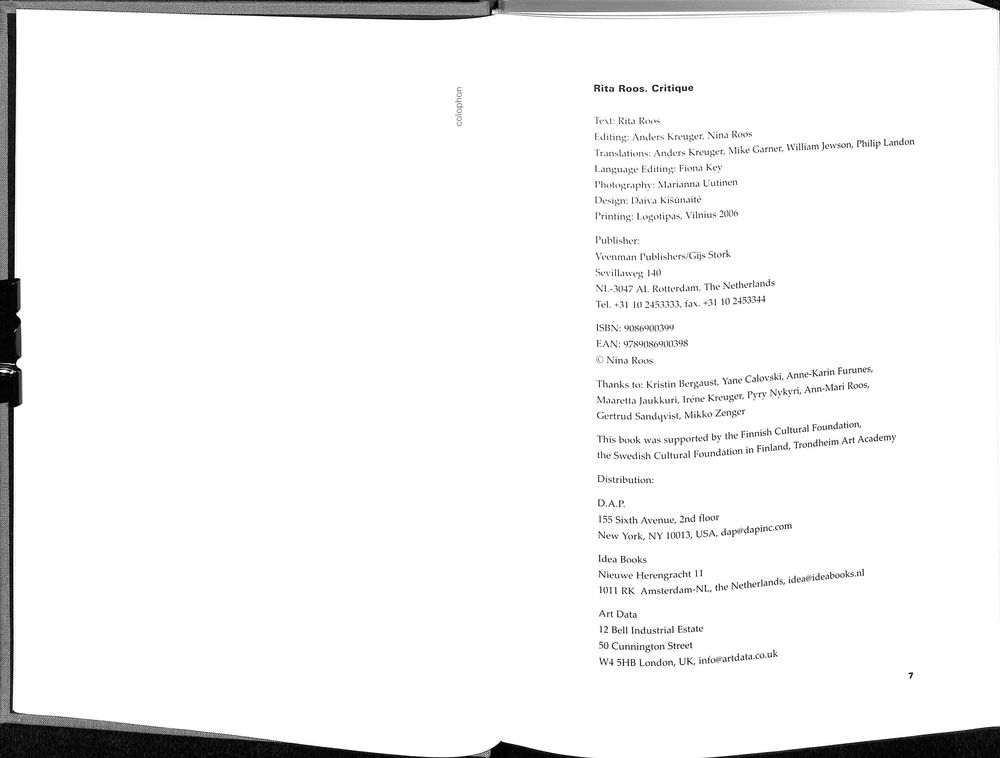 colophon
Rita Roos. Critique
Text: Rita Roos
Editing: Anders Kreuger, Nina Roos
Translations: Anders Kreuger, Mike Garner, William Jewson, Philip Landon
Language Editing: Fiona Key
Photography: Marianna Uutinen
Design: Daiva Kišūnaitė
Printing: Logotipas, Vilnius 2006
Publisher:
Veenman Publishers/Gijs Stork
Sevillaweg 140
NL-3047 AL Rotterdam, The Netherlands
Tel. +31 10 2453333, fax. +31 10 2453344
ISBN: 9086900399
EAN: 9789086900398
© Nina Roos
Thanks to: Kristin Bergaust, Yane Calovski, Anne-Karin Furunes,
Maaretta Jaukkuri, Iréne Kreuger, Pyry Nykyri, Ann-Mari Roos,
Gertrud Sandqvist, Mikko Zenger
This book was supported by the Finnish Cultural Foundation,
the Swedish Cultural Foundation in Finland, Trondheim Art Academy
Distribution:
D.A.P.
155 Sixth Avenue, 2nd floor
New York, NY 10013, USA, dap@dapinc.com
Idea Books
Nieuwe Herengracht 11
1011 RK Amsterdam-NL, the Netherlands, idea@ideabooks.nl
Art Data
12 Bell Industrial Estate
50 Cunnington Street
W4 5HB London, UK, info@artdata.co.uk
7